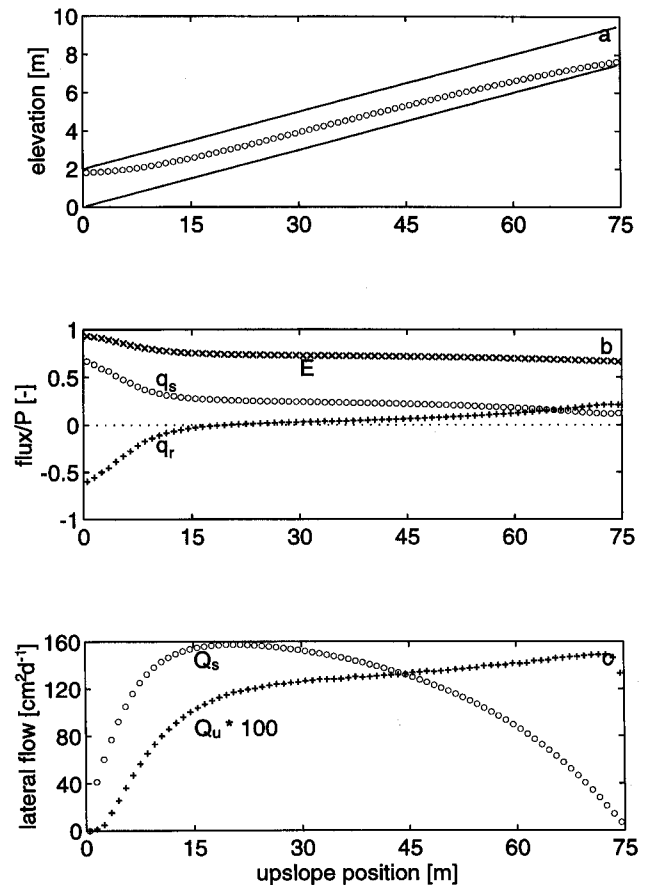 10
8
6
4
2
0
elevation [m]
a
0 15 30 45 60 75
1
0.5
0
-0.5
-1
flux/P [-]
b
E
q_s
q_r
0 15 30 45 60 75
160
120
80
40
0
lateral flow [cm²d⁻¹]
Q_s
Q_u * 100
0 15 30 45 60 75
upslope position [m]